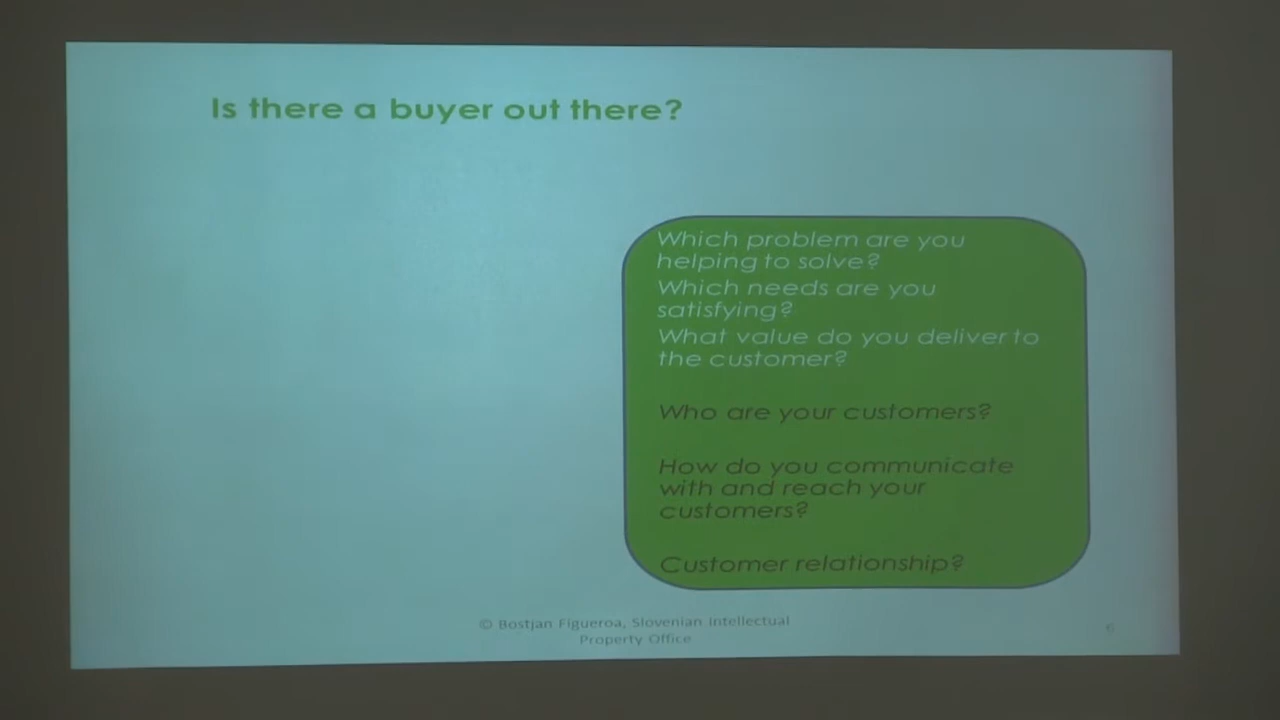 Is there a buyer out there?
Which problem are you
helping to solve?
Which needs are you
satisfying?
What value do you deliver to
the customer?
Who are your customers?
How do you communicate
with and reach your
customers?
Customer relationship?
© Bostjan Figueroa, Slovenian Intellectual
Property Office
6